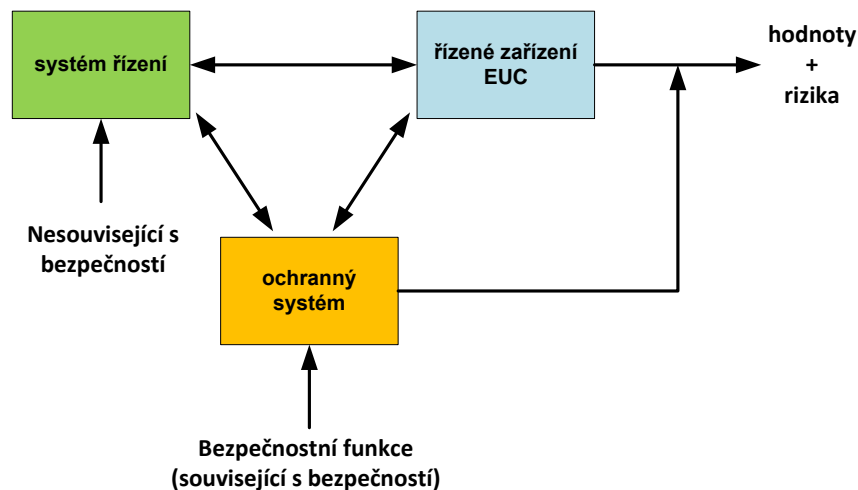 systém řízení
řízené zařízení
EUC
hodnoty
+
rizika
Nesouvisející s
bezpečností
ochranný
systém
Bezpečnostní funkce
(související s bezpečností)